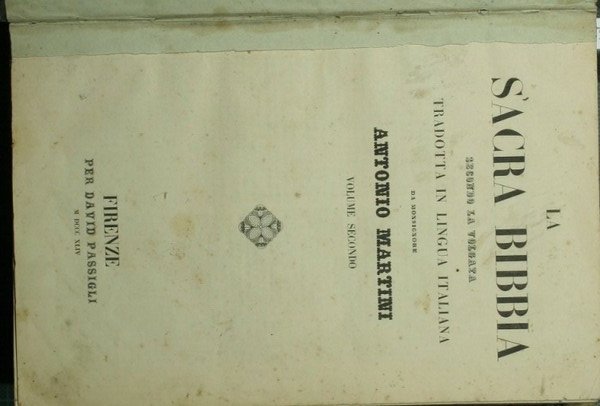 LA
SACRA BIBBIA
SECONDO LA VOLGATA
TRADOTTA IN LINGUA ITALIANA
DA MONSIGNORE
ANTONIO MARTINI
VOLUME SECONDO
FIRENZE
PER DAVID PASSIGLI
M DCCC XLIV